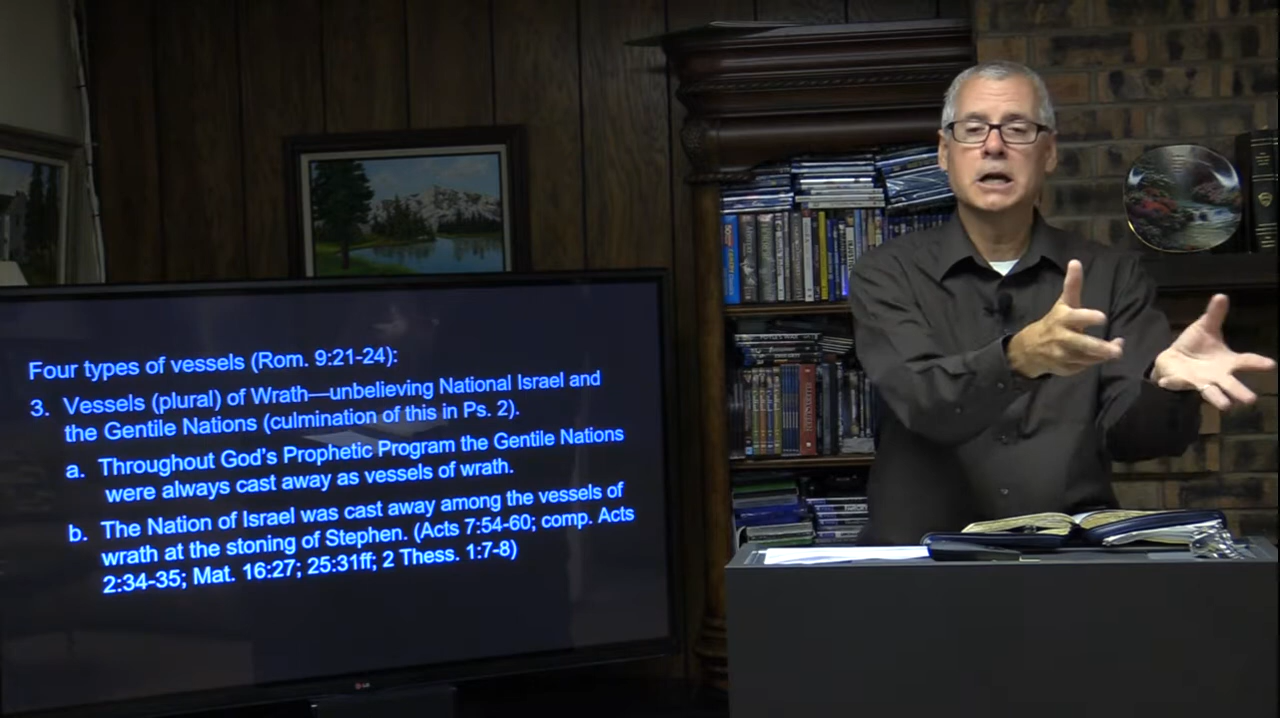 Four types of vessels (Rom. 9:21-24):
3. Vessels (plural) of Wrath—unbelieving National Israel and
the Gentile Nations (culmination of this in Ps. 2).
a. Throughout God's Prophetic Program the Gentile Nations
were always cast away as vessels of wrath.
b. The Nation of Israel was cast away among the vessels of
wrath at the stoning of Stephen. (Acts 7:54-60; comp. Acts
2:34-35; Mat. 16:27; 25:31ff; 2 Thess. 1:7-8)
LG